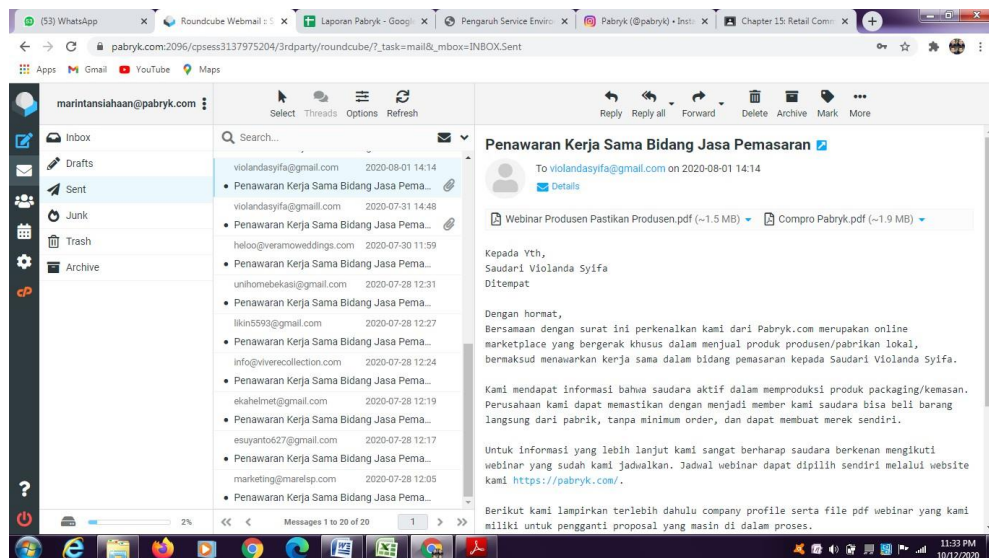 (53) WhatsApp
Roundcube Webmail :: S
Laporan Pabryk - Googl
Pengaruh Service Enviro
Pabryk (@pabryk) • Inst
Chapter 15: Retail Comm
pabryk.com:2096/cpsess3137975204/3rdparty/roundcube/?_task=mail&_mbox=INBOX.Sent
Apps Gmail YouTube Maps
marintansiahaan@pabryk.com
Inbox
Drafts
Sent
Junk
Trash
Archive
2%
Select Threads Options Refresh
Search...
violandasyifa@gmail.com 2020-08-01 14:14
• Penawaran Kerja Sama Bidang Jasa Pema...
violandasyifa@gmaill.com 2020-07-31 14:48
• Penawaran Kerja Sama Bidang Jasa Pema...
heloo@veramoweddings.com 2020-07-30 11:59
• Penawaran Kerja Sama Bidang Jasa Pema...
unihomebekasi@gmail.com 2020-07-28 12:31
• Penawaran Kerja Sama Bidang Jasa Pema...
likin5593@gmail.com 2020-07-28 12:27
• Penawaran Kerja Sama Bidang Jasa Pema...
info@viverecollection.com 2020-07-28 12:24
• Penawaran Kerja Sama Bidang Jasa Pema...
ekahelmet@gmail.com 2020-07-28 12:19
• Penawaran Kerja Sama Bidang Jasa Pema...
esuyanto627@gmail.com 2020-07-28 12:17
• Penawaran Kerja Sama Bidang Jasa Pema...
marketing@marelsp.com 2020-07-28 12:05
• Penawaran Kerja Sama Bidang Jasa Pema...
Messages 1 to 20 of 20 1
Reply Reply all Forward Delete Archive Mark More
Penawaran Kerja Sama Bidang Jasa Pemasaran
To violandasyifa@gmail.com on 2020-08-01 14:14
Details
Webinar Produsen Pastikan Produsen.pdf (~1.5 MB) Compro Pabryk.pdf (~1.9 MB)
Kepada Yth,
Saudari Violanda Syifa
Ditempat
Dengan hormat,
Bersamaan dengan surat ini perkenalkan kami dari Pabryk.com merupakan online
marketplace yang bergerak khusus dalam menjual produk produsen/pabrikan lokal,
bermaksud menawarkan kerja sama dalam bidang pemasaran kepada Saudari Violanda Syifa.
Kami mendapat informasi bahwa saudara aktif dalam memproduksi produk packaging/kemasan.
Perusahaan kami dapat memastikan dengan menjadi member kami saudara bisa beli barang
langsung dari pabrik, tanpa minimum order, dan dapat membuat merek sendiri.
Untuk informasi yang lebih lanjut kami sangat berharap saudara berkenan mengikuti
webinar yang sudah kami jadwalkan. Jadwal webinar dapat dipilih sendiri melalui website
kami https://pabryk.com/.
Berikut kami lampirkan terlebih dahulu company profile serta file pdf webinar yang kami
miliki untuk pengganti proposal yang masin di dalam proses.
cP
11:33 PM
10/12/2020